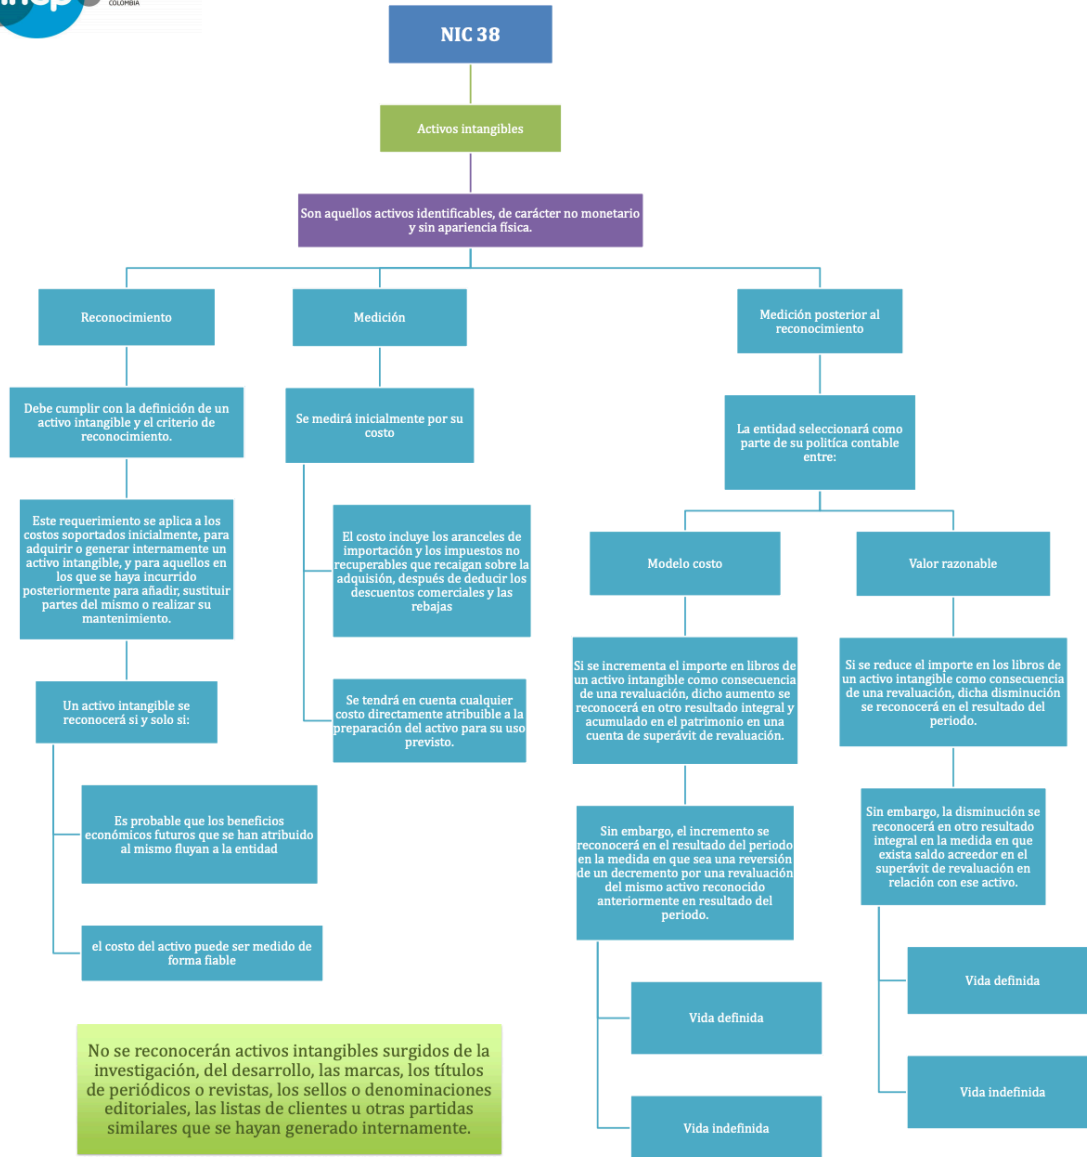 COLOMBIA
NIC 38
Activos intangibles
Son aquellos activos identificables, de carácter no monetario
y sin apariencia física.
Reconocimiento
Debe cumplir con la definición de un
activo intangible y el criterio de
reconocimiento.
Este requerimiento se aplica a los
costos soportados inicialmente, para
adquirir o generar internamente un
activo intangible, y para aquellos en
los que se haya incurrido
posteriormente para añadir, sustituir
partes del mismo o realizar su
mantenimiento.
Un activo intangible se
reconocerá si y solo si:
Es probable que los beneficios
económicos futuros que se han atribuido
al mismo fluyan a la entidad
el costo del activo puede ser medido de
forma fiable
Medición
Se medirá inicialmente por su
costo
El costo incluye los aranceles de
importación y los impuestos no
recuperables que recaigan sobre la
adquisión, después de deducir los
descuentos comerciales y las
rebajas
Se tendrá en cuenta cualquier
costo directamente atribuible a la
preparación del activo para su uso
previsto.
Medición posterior al
reconocimiento
La entidad seleccionará como
parte de su politíca contable
entre:
Modelo costo
Si se incrementa el importe en libros de
un activo intangible como consecuencia
de una revaluación, dicho aumento se
reconocerá en otro resultado integral y
acumulado en el patrimonio en una
cuenta de superávit de revaluación.
Sin embargo, el incremento se
reconocerá en el resultado del periodo
en la medida en que sea una reversión
de un decremento por una revaluación
del mismo activo reconocido
anteriormente en resultado del
periodo.
Vida definida
Vida indefinida
Valor razonable
Si se reduce el importe en los libros de
un activo intangible como consecuencia
de una revaluación, dicha disminución
se reconocerá en el resultado del
periodo.
Sin embargo, la disminución se
reconocerá en otro resultado
integral en la medida en que
exista saldo acreedor en el
superávit de revaluación en
relación con ese activo.
Vida definida
Vida indefinida
No se reconocerán activos intangibles surgidos de la
investigación, del desarrollo, las marcas, los títulos
de periódicos o revistas, los sellos o denominaciones
editoriales, las listas de clientes u otras partidas
similares que se hayan generado internamente.